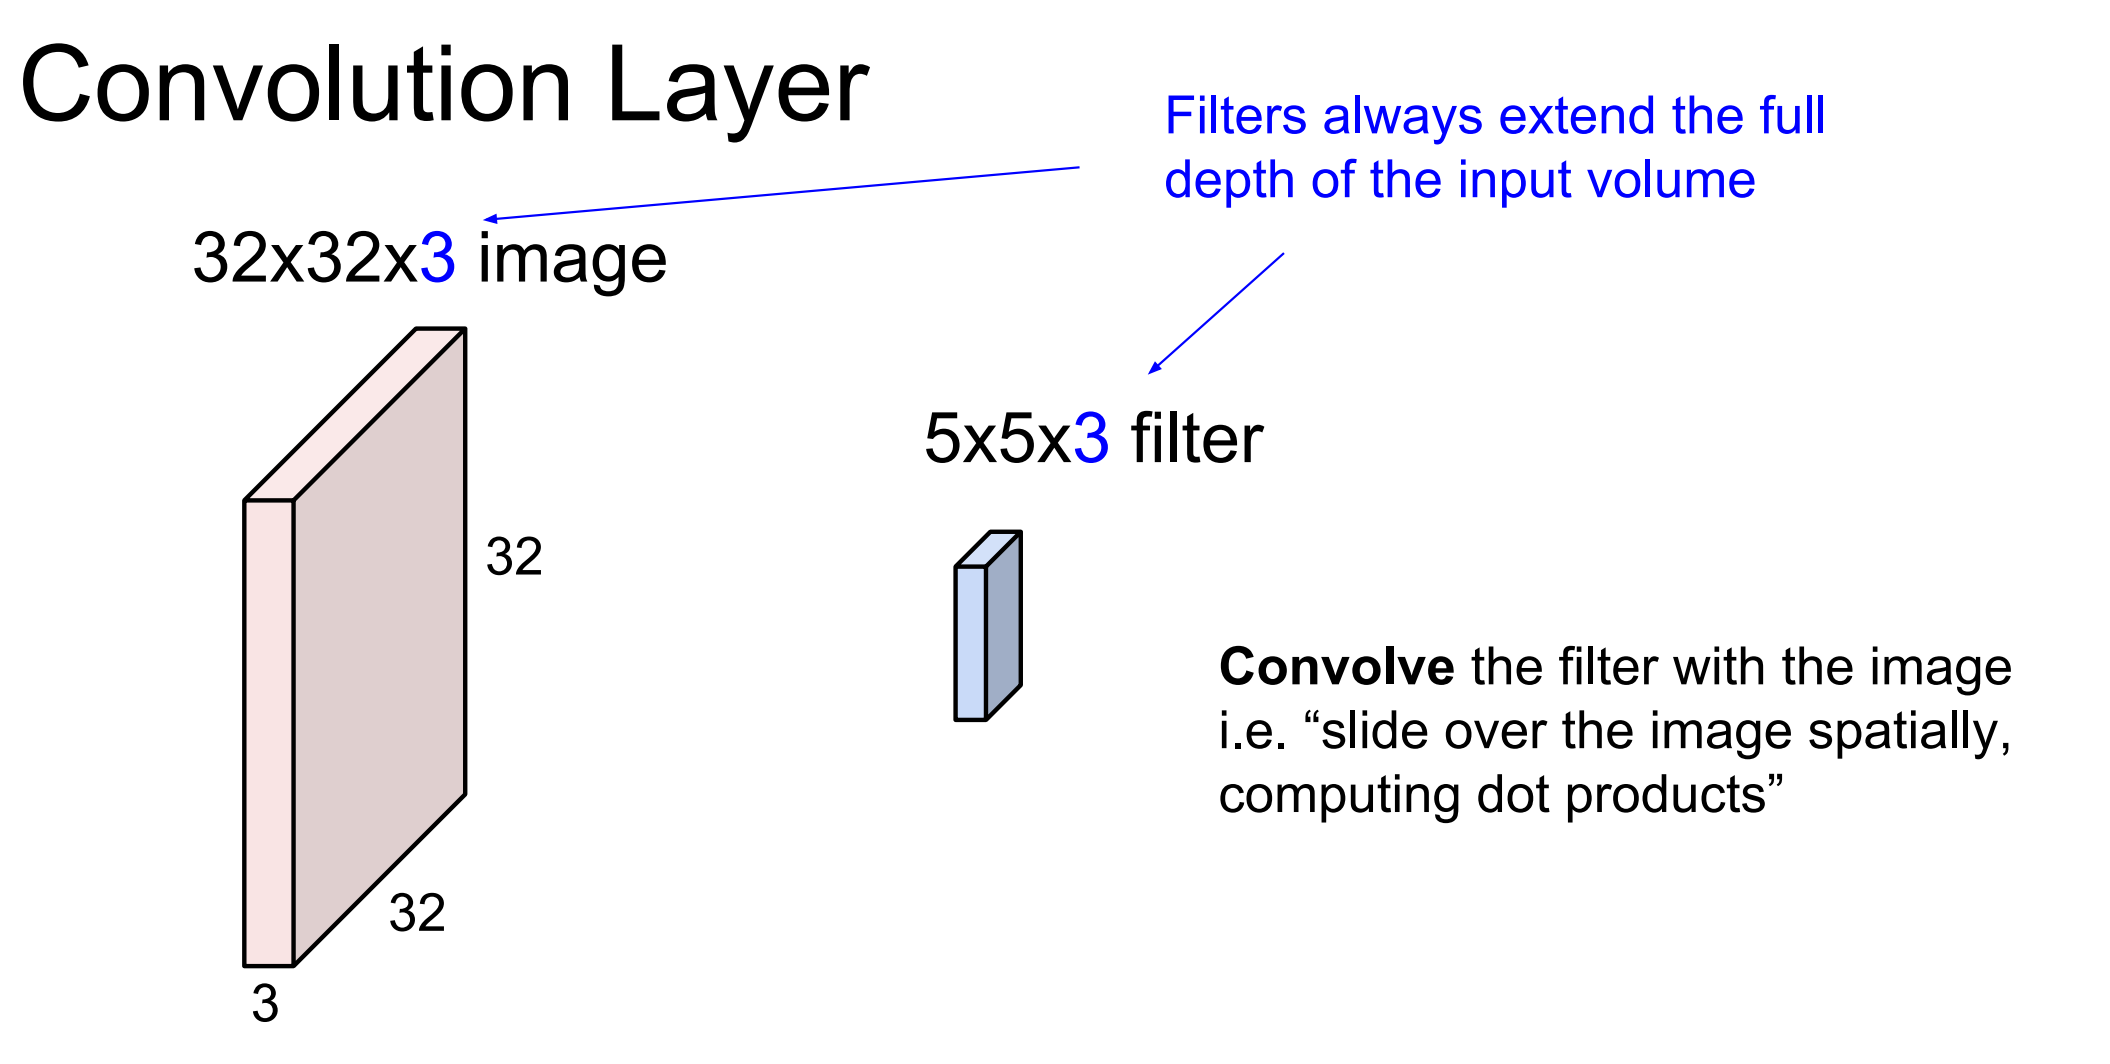 Convolution Layer
Filters always extend the full
depth of the input volume
32x32x3 image
5x5x3 filter
32
32
3
Convolve the filter with the image
i.e. “slide over the image spatially,
computing dot products”